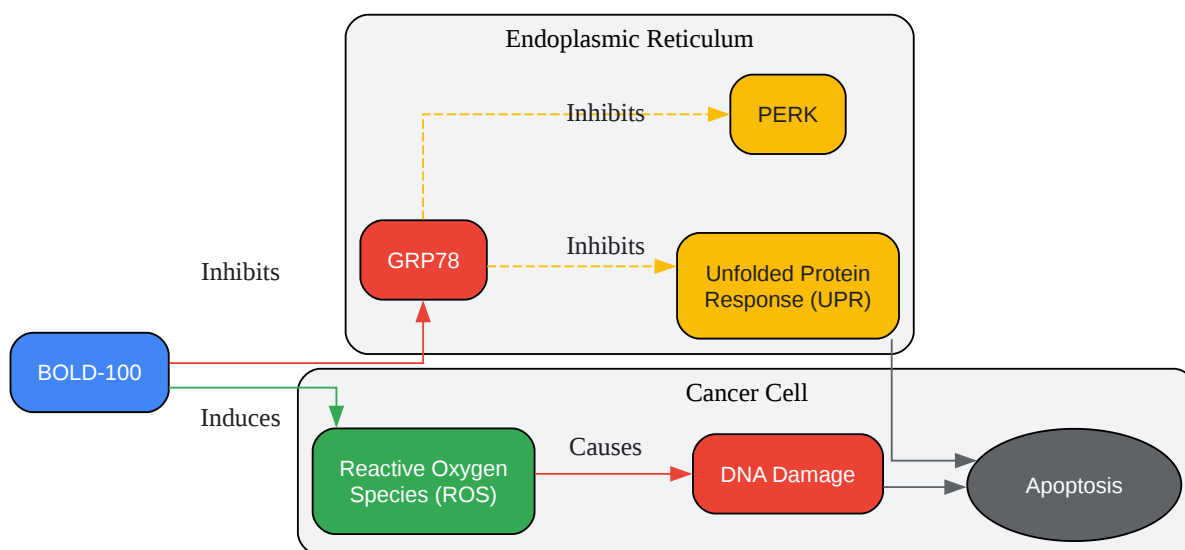 Endoplasmic Reticulum
Inhibits
PERK
GRP78
Inhibits
Unfolded Protein
Response (UPR)
Inhibits
BOLD-100
Induces
Cancer Cell
Reactive Oxygen
Species (ROS)
Causes
DNA Damage
Apoptosis